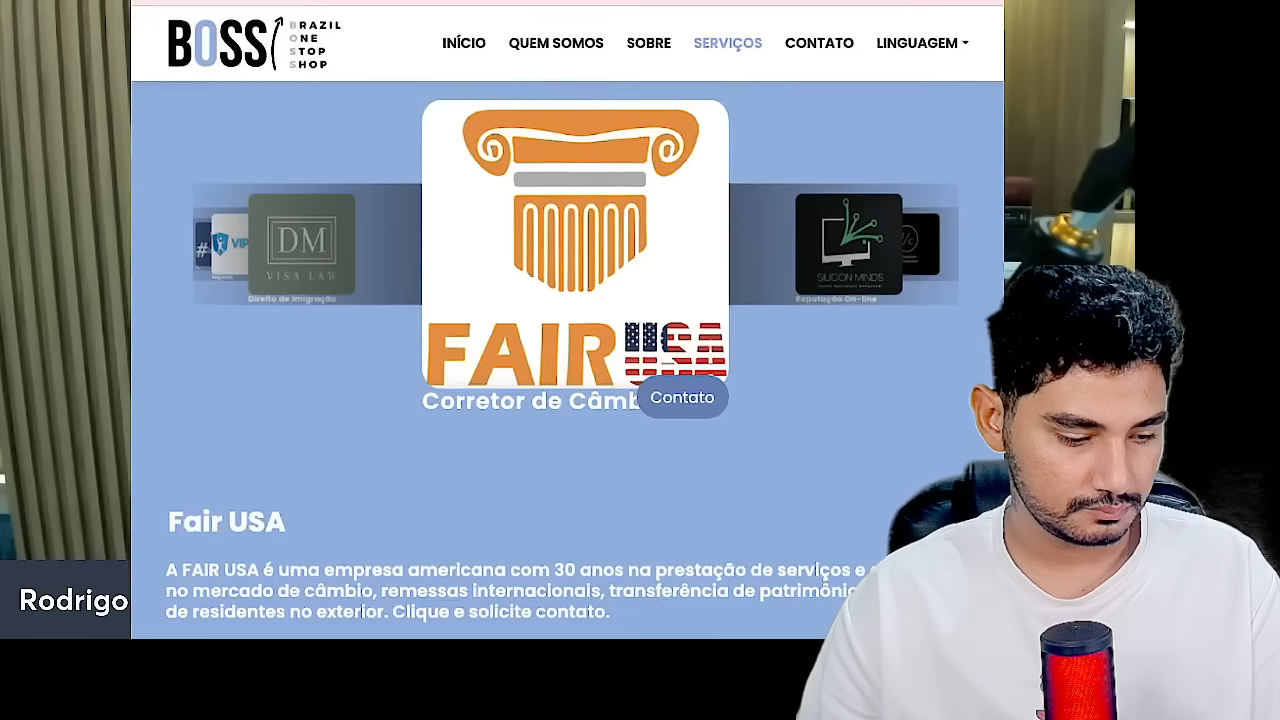 BOSS
BRAZIL
ONE
STOP
SHOP
INÍCIO QUEM SOMOS SOBRE SERVIÇOS CONTATO LINGUAGEM
# VIP
DM
VISA LAW
Direito de Imigração
FAIR USA
Corretor de Câmb
Contato
SILICON MINDS
Reputação On-line
Fair USA
A FAIR USA é uma empresa americana com 30 anos na prestação de serviços e
no mercado de câmbio, remessas internacionais, transferência de patrimôni
de residentes no exterior. Clique e solicite contato.
Rodrigo